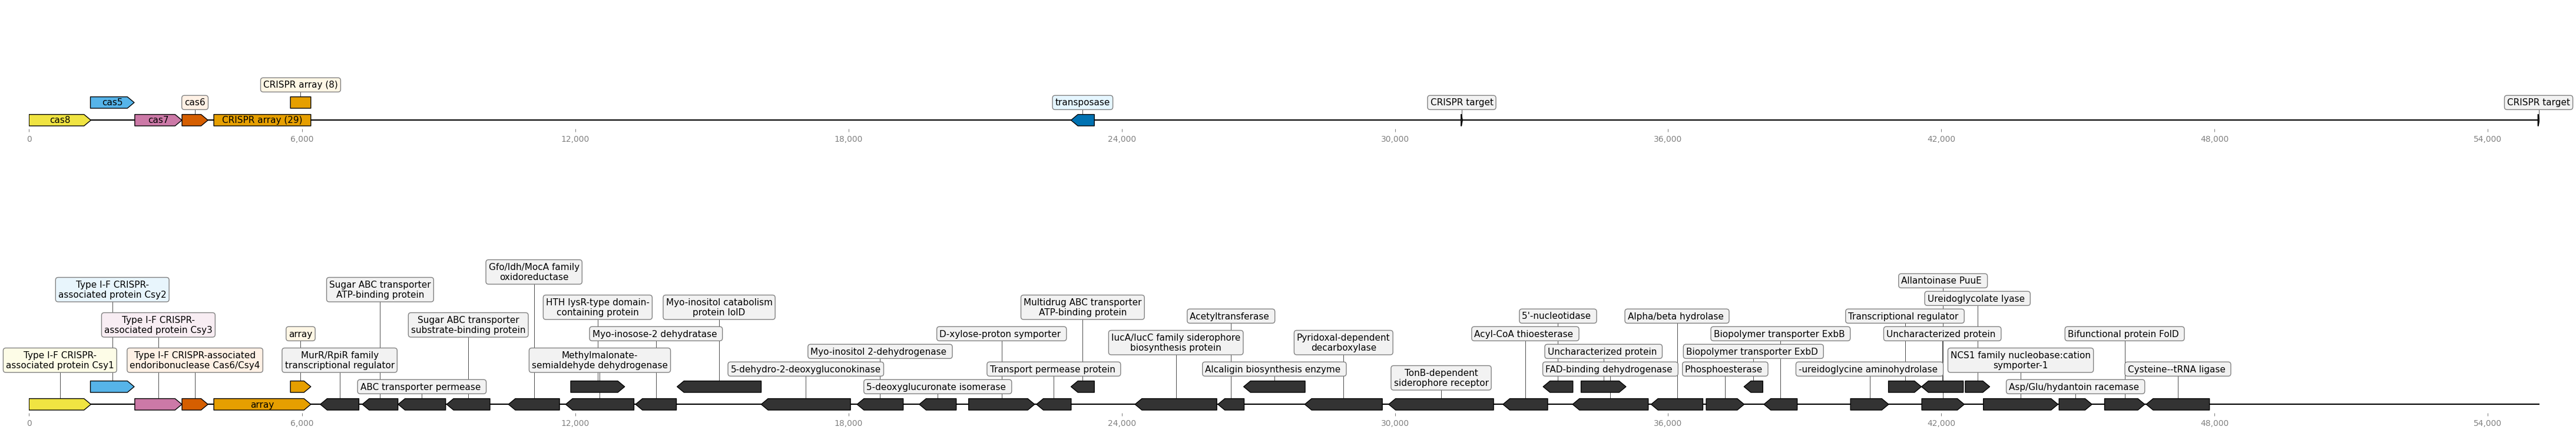 CRISPR array (8)
cas5
cas6
transposase
CRISPR target
CRISPR target
cas8
cas7
CRISPR array (29)
0
6,000
12,000
18,000
24,000
30,000
36,000
42,000
48,000
54,000
Gfo/Idh/MocA family
oxidoreductase
Allantoinase PuuE
Type I-F CRISPR-
associated protein Csy2
Sugar ABC transporter
ATP-binding protein
Ureidoglycolate lyase
HTH lysR-type domain-
containing protein
Myo-inositol catabolism
protein IolD
Multidrug ABC transporter
ATP-binding protein
Acetyltransferase
5'-nucleotidase
Alpha/beta hydrolase
Transcriptional regulator
Type I-F CRISPR-
associated protein Csy3
Sugar ABC transporter
substrate-binding protein
array
Myo-inosose-2 dehydratase
D-xylose-proton symporter
IucA/IucC family siderophore
biosynthesis protein
Pyridoxal-dependent
decarboxylase
Acyl-CoA thioesterase
Biopolymer transporter ExbB
Uncharacterized protein
Bifunctional protein FolD
Type I-F CRISPR-
associated protein Csy1
Type I-F CRISPR-associated
endoribonuclease Cas6/Csy4
MurR/RpiR family
transcriptional regulator
Methylmalonate-
semialdehyde dehydrogenase
Myo-inositol 2-dehydrogenase
Uncharacterized protein
Biopolymer transporter ExbD
NCS1 family nucleobase:cation
symporter-1
5-dehydro-2-deoxygluconokinase
Transport permease protein
Alcaligin biosynthesis enzyme
TonB-dependent
siderophore receptor
FAD-binding dehydrogenase
Phosphoesterase
-ureidoglycine aminohydrolase
Cysteine--tRNA ligase
ABC transporter permease
5-deoxyglucuronate isomerase
Asp/Glu/hydantoin racemase
array
0
6,000
12,000
18,000
24,000
30,000
36,000
42,000
48,000
54,000